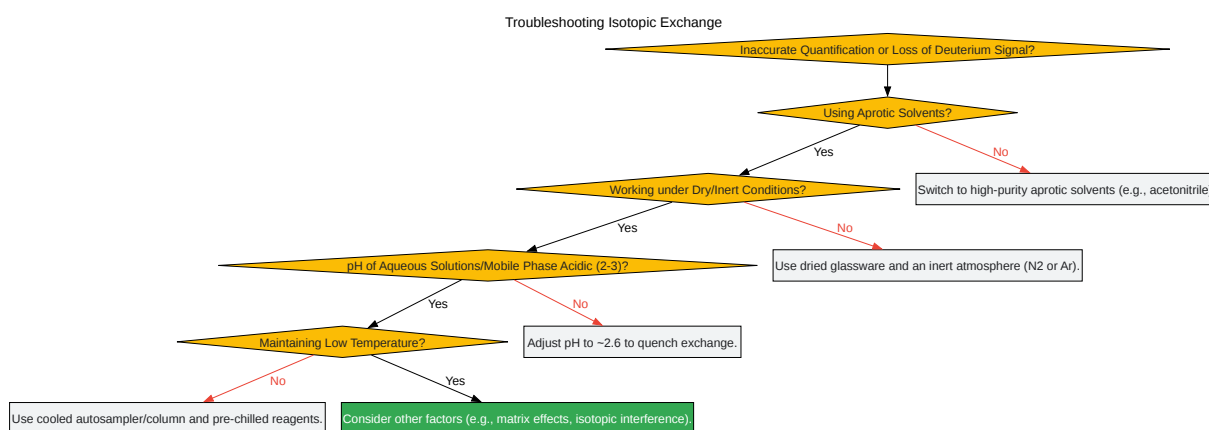 Troubleshooting Isotopic Exchange
Inaccurate Quantification or Loss of Deuterium Signal?
Using Aprotic Solvents?
Yes
No
Working under Dry/Inert Conditions?
Switch to high-purity aprotic solvents (e.g., acetonitrile)
Yes
No
pH of Aqueous Solutions/Mobile Phase Acidic (2-3)?
Use dried glassware and an inert atmosphere (N2 or Ar).
Yes
No
Maintaining Low Temperature?
Adjust pH to ~2.6 to quench exchange.
No
Yes
Use cooled autosampler/column and pre-chilled reagents.
Consider other factors (e.g., matrix effects, isotopic interference).